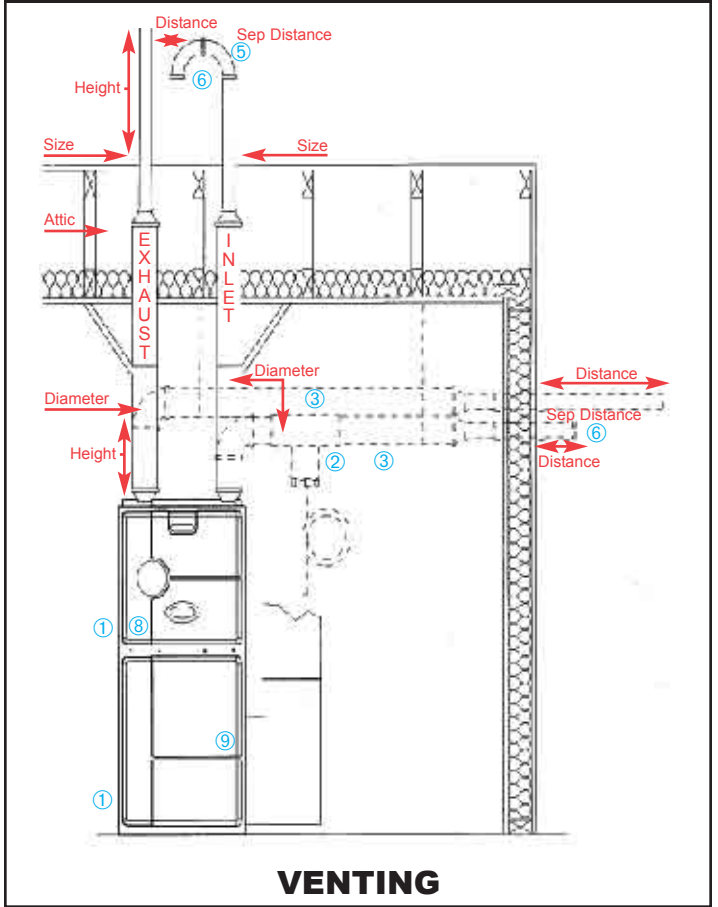 Distance
Sep Distance
⑤
⑥
Height
Size
Size
Attic
EXHAUST
INLET
Diameter
③
Distance
Diameter
Sep Distance
⑥
Height
②
③
Distance
①
⑧
⑨
①
VENTING